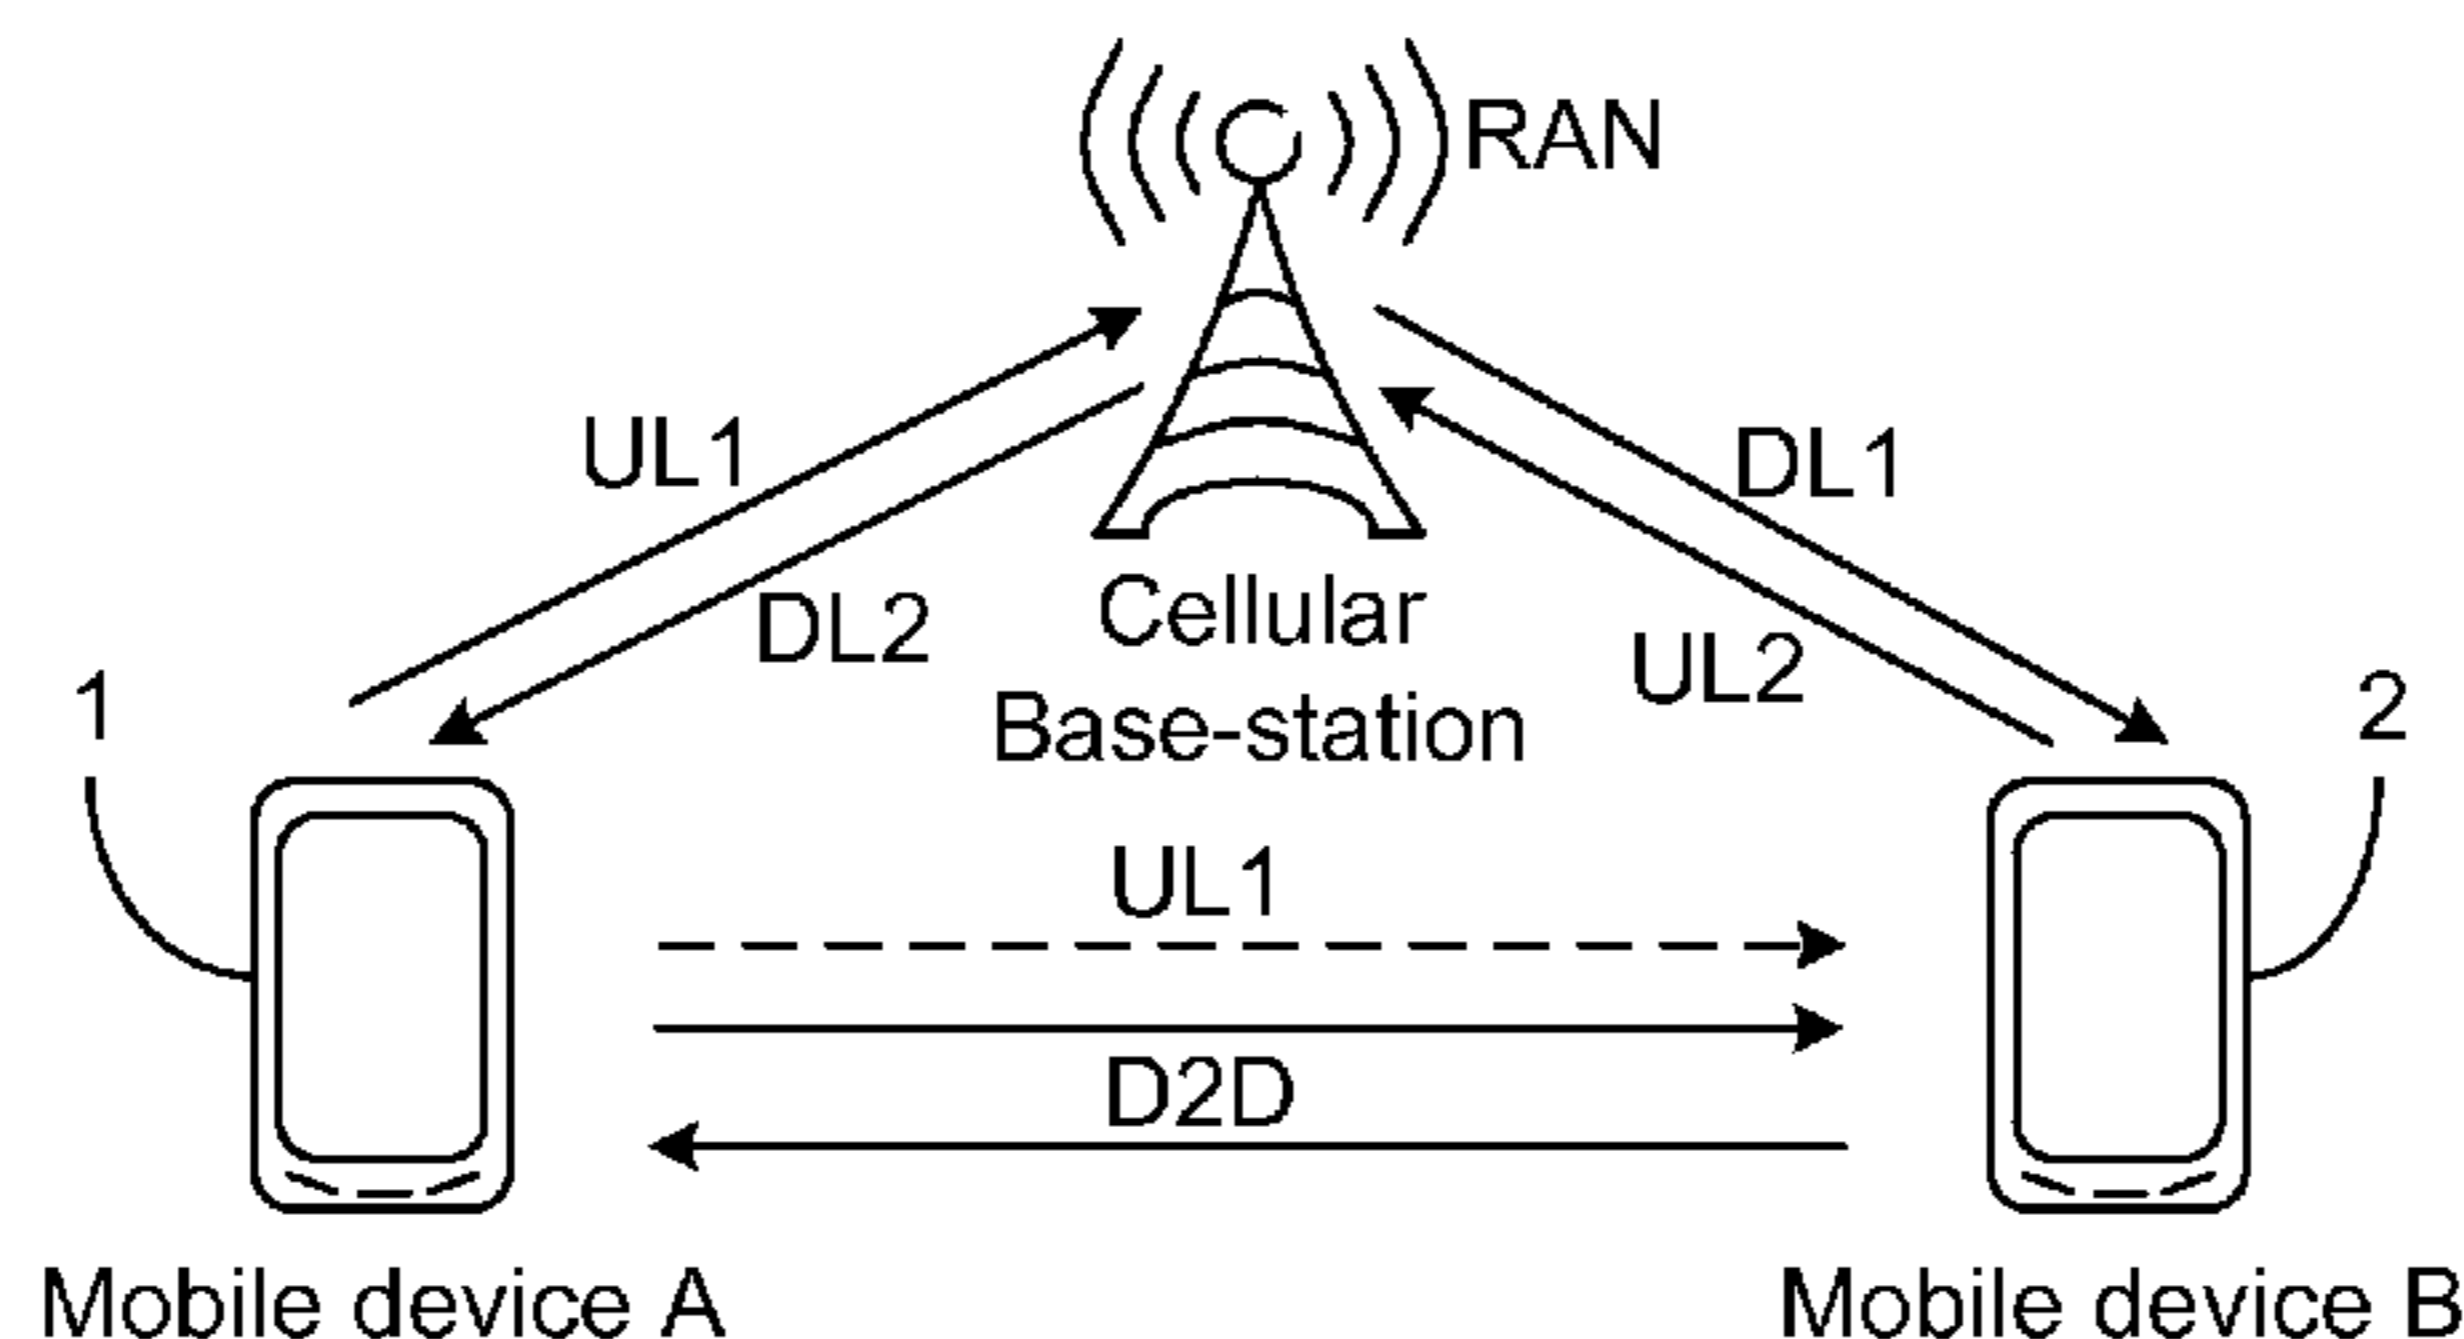 RAN
UL1
DL1
DL2
Cellular
Base-station
UL2
1
2
UL1
D2D
Mobile device A
Mobile device B